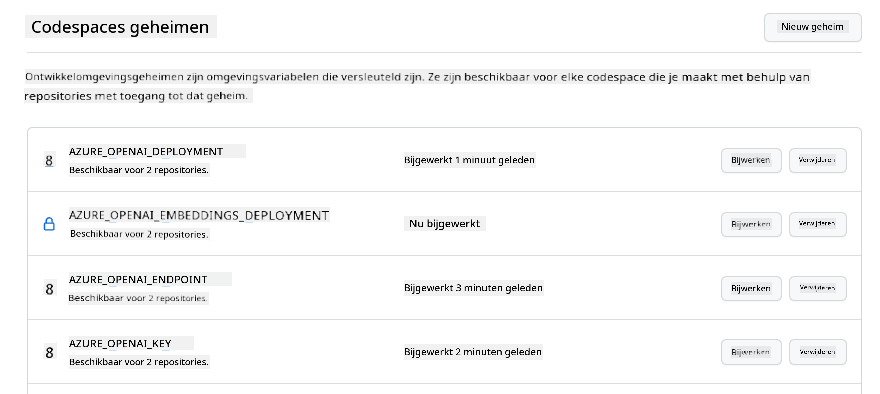 Codespaces geheimen
Nieuw geheim
Ontwikkelomgevingsgeheimen zijn omgevingsvariabelen die versleuteld zijn. Ze zijn beschikbaar voor elke codespace die je maakt met behulp van
repositories met toegang tot dat geheim.
8 AZURE_OPENAI_DEPLOYMENT
Beschikbaar voor 2 repositories.
Bijgewerkt 1 minuut geleden
Bijwerken
Verwijderen
AZURE_OPENAI_EMBEDDINGS_DEPLOYMENT
Beschikbaar voor 2 repositories.
Nu bijgewerkt
Bijwerken
Verwijderen
8 AZURE_OPENAI_ENDPOINT
Beschikbaar voor 2 repositories.
Bijgewerkt 3 minuten geleden
Bijwerken
Verwijderen
8 AZURE_OPENAI_KEY
Beschikbaar voor 2 repositories.
Bijgewerkt 2 minuten geleden
Bijwerken
Verwijderen